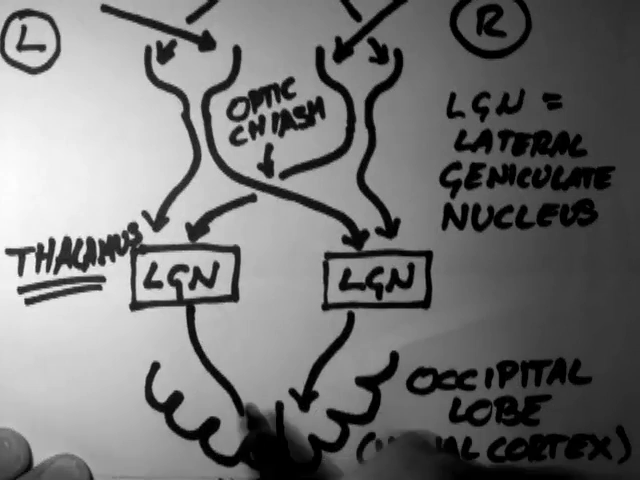 L
R
OPTIC
CHIASM
LGN =
LATERAL
GENICULATE
NUCLEUS
THALAMUS
LGN
LGN
OCCIPITAL
LOBE
CORTEX)